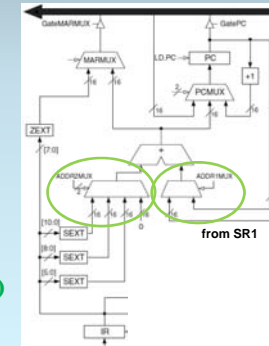 GateMARMUX
GatePC
MARMUX
LD.PC
PC
+1
2
PCMUX
16
16
16
16
16
ZEXT
[7:0]
+
ADDR2MUX
2
ADDR1MUX
16
16
16
16
0
16
16
from SR1
[10:0]
SEXT
[8:0]
SEXT
[5:0]
SEXT
IR